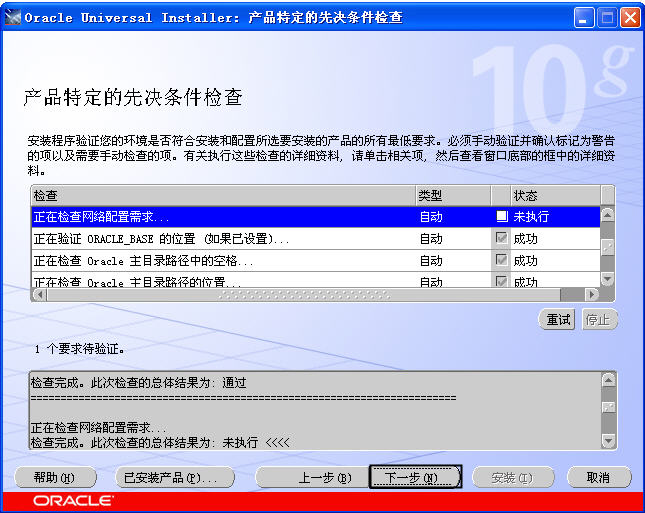 Oracle Universal Installer: 产品特定的先决条件检查
10g
产品特定的先决条件检查
安装程序验证您的环境是否符合安装和配置所选要安装的产品的所有最低要求。必须手动验证并确认标记为警告
的项以及需要手动检查的项。有关执行这些检查的详细资料, 请单击相关项, 然后查看窗口底部的框中的详细资
料。
检查 类型 状态
正在检查网络配置需求... 自动 未执行
正在验证 ORACLE_BASE 的位置 (如果已设置)... 自动 成功
正在检查 Oracle 主目录路径中的空格... 自动 成功
正在检查 Oracle 主目录路径的位置... 自动 成功
重试 停止
1 个要求待验证。
检查完成。此次检查的总体结果为: 通过
========================================================================
正在检查网络配置需求...
检查完成。此次检查的总体结果为: 未执行 <<<<
帮助(H) 已安装产品(P)... 上一步(B) 下一步(N) 安装(I) 取消
ORACLE